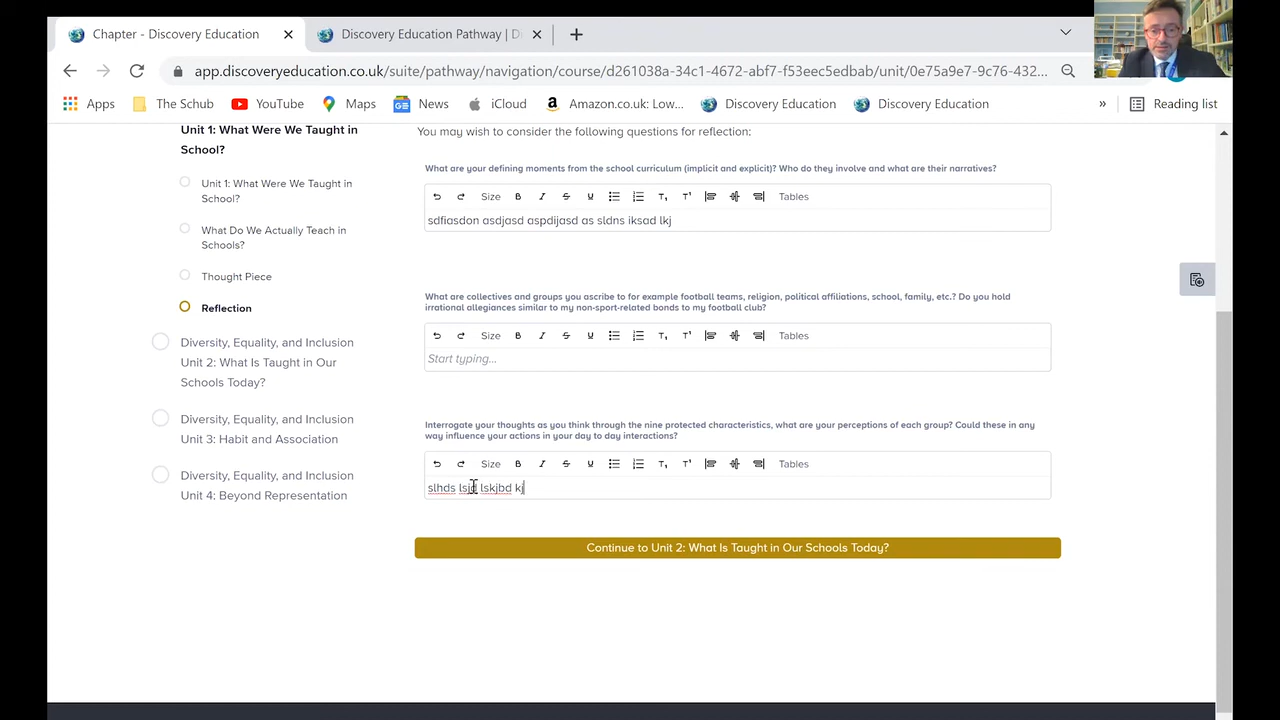 Chapter - Discovery Education
Discovery Education Pathway | Di
app.discoveryeducation.co.uk/suite/pathway/navigation/course/d261038a-34c1-4672-abf7-f53eec5edbab/unit/0e75a9e7-9c76-432...
Apps The Schub YouTube Maps News iCloud Amazon.co.uk: Low... Discovery Education Discovery Education » Reading list
Unit 1: What Were We Taught in
School?
Unit 1: What Were We Taught in
School?
What Do We Actually Teach in
Schools?
Thought Piece
Reflection
Diversity, Equality, and Inclusion
Unit 2: What Is Taught in Our
Schools Today?
Diversity, Equality, and Inclusion
Unit 3: Habit and Association
Diversity, Equality, and Inclusion
Unit 4: Beyond Representation
You may wish to consider the following questions for reflection:
What are your defining moments from the school curriculum (implicit and explicit)? Who do they involve and what are their narratives?
Size B I S U Tables
sdfiasdon asdjasd aspdijasd as sldns iksad lkj
What are collectives and groups you ascribe to for example football teams, religion, political affiliations, school, family, etc.? Do you hold
irrational allegiances similar to my non-sport-related bonds to my football club?
Size B I S U Tables
Start typing...
Interrogate your thoughts as you think through the nine protected characteristics, what are your perceptions of each group? Could these in any
way influence your actions in your day to day interactions?
Size B I S U Tables
slhds lsjd lskjbd kj
Continue to Unit 2: What Is Taught in Our Schools Today?